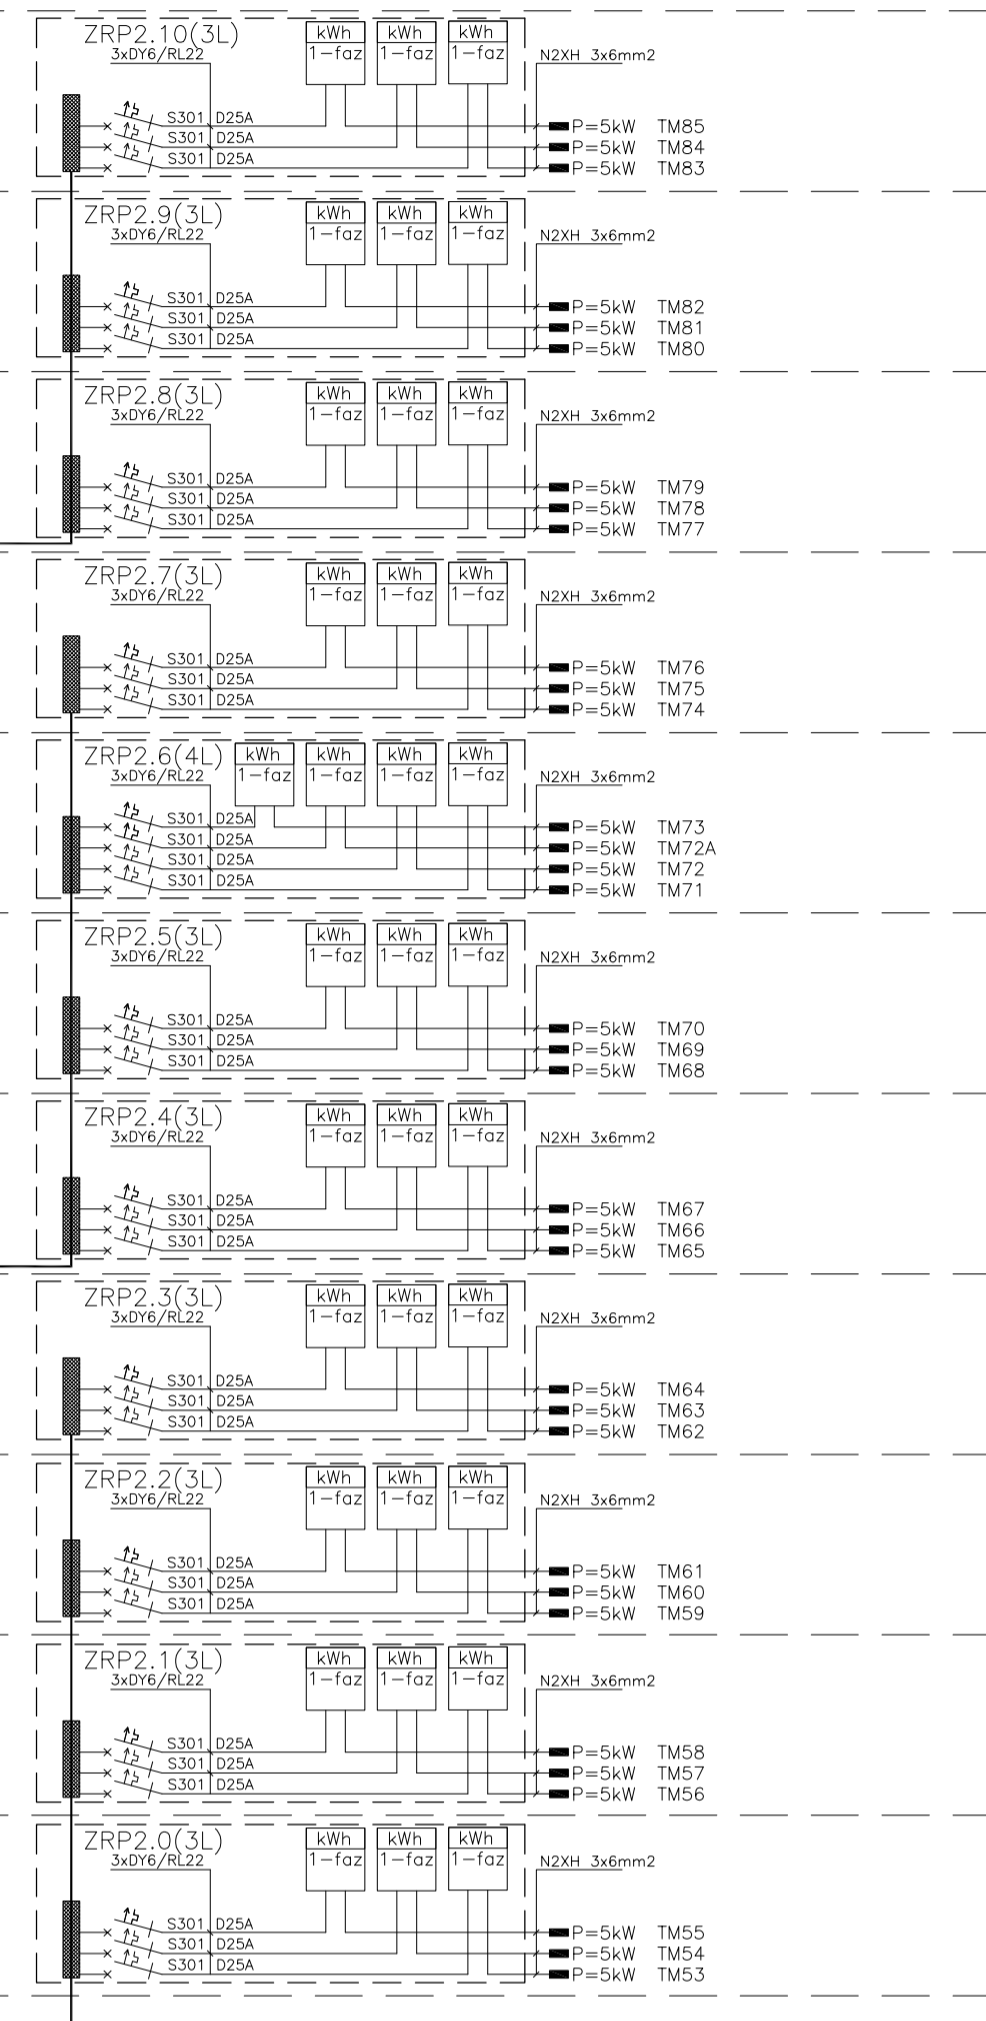 ZRP2.10(3L) kWh kWh kWh
3xDY6/RL22 1-faz 1-faz 1-faz N2XH 3x6mm2
S301 D25A P=5kW TM85
S301 D25A P=5kW TM84
S301 D25A P=5kW TM83
ZRP2.9(3L) kWh kWh kWh
3xDY6/RL22 1-faz 1-faz 1-faz N2XH 3x6mm2
S301 D25A P=5kW TM82
S301 D25A P=5kW TM81
S301 D25A P=5kW TM80
ZRP2.8(3L) kWh kWh kWh
3xDY6/RL22 1-faz 1-faz 1-faz N2XH 3x6mm2
S301 D25A P=5kW TM79
S301 D25A P=5kW TM78
S301 D25A P=5kW TM77
ZRP2.7(3L) kWh kWh kWh
3xDY6/RL22 1-faz 1-faz 1-faz N2XH 3x6mm2
S301 D25A P=5kW TM76
S301 D25A P=5kW TM75
S301 D25A P=5kW TM74
ZRP2.6(4L) kWh kWh kWh kWh
3xDY6/RL22 1-faz 1-faz 1-faz 1-faz N2XH 3x6mm2
S301 D25A P=5kW TM73
S301 D25A P=5kW TM72A
S301 D25A P=5kW TM72
S301 D25A P=5kW TM71
ZRP2.5(3L) kWh kWh kWh
3xDY6/RL22 1-faz 1-faz 1-faz N2XH 3x6mm2
S301 D25A P=5kW TM70
S301 D25A P=5kW TM69
S301 D25A P=5kW TM68
ZRP2.4(3L) kWh kWh kWh
3xDY6/RL22 1-faz 1-faz 1-faz N2XH 3x6mm2
S301 D25A P=5kW TM67
S301 D25A P=5kW TM66
S301 D25A P=5kW TM65
ZRP2.3(3L) kWh kWh kWh
3xDY6/RL22 1-faz 1-faz 1-faz N2XH 3x6mm2
S301 D25A P=5kW TM64
S301 D25A P=5kW TM63
S301 D25A P=5kW TM62
ZRP2.2(3L) kWh kWh kWh
3xDY6/RL22 1-faz 1-faz 1-faz N2XH 3x6mm2
S301 D25A P=5kW TM61
S301 D25A P=5kW TM60
S301 D25A P=5kW TM59
ZRP2.1(3L) kWh kWh kWh
3xDY6/RL22 1-faz 1-faz 1-faz N2XH 3x6mm2
S301 D25A P=5kW TM58
S301 D25A P=5kW TM57
S301 D25A P=5kW TM56
ZRP2.0(3L) kWh kWh kWh
3xDY6/RL22 1-faz 1-faz 1-faz N2XH 3x6mm2
S301 D25A P=5kW TM55
S301 D25A P=5kW TM54
S301 D25A P=5kW TM53